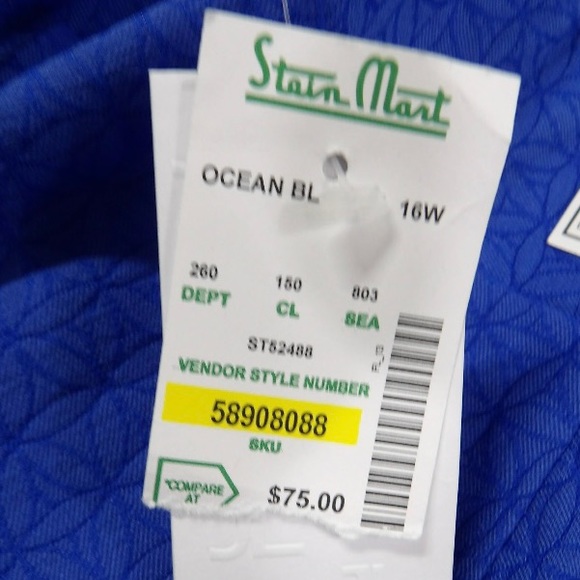 Stein Mart
OCEAN BL 16W
260 150 803
DEPT CL SEA
ST52488
VENDOR STYLE NUMBER
58908088
SKU
*COMPARE AT $75.00